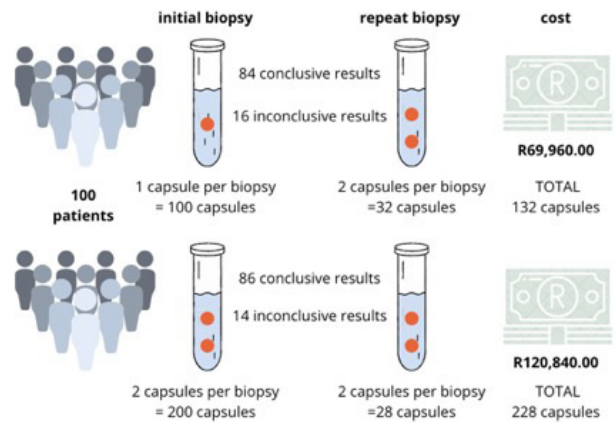 initial biopsy
repeat biopsy
cost
84 conclusive results
16 inconclusive results
R
R69,960.00
100
patients
1 capsule per biopsy
= 100 capsules
2 capsules per biopsy
=32 capsules
TOTAL
132 capsules
86 conclusive results
14 inconclusive results
R
R120,840.00
2 capsules per biopsy
= 200 capsules
2 capsules per biopsy
=28 capsules
TOTAL
228 capsules